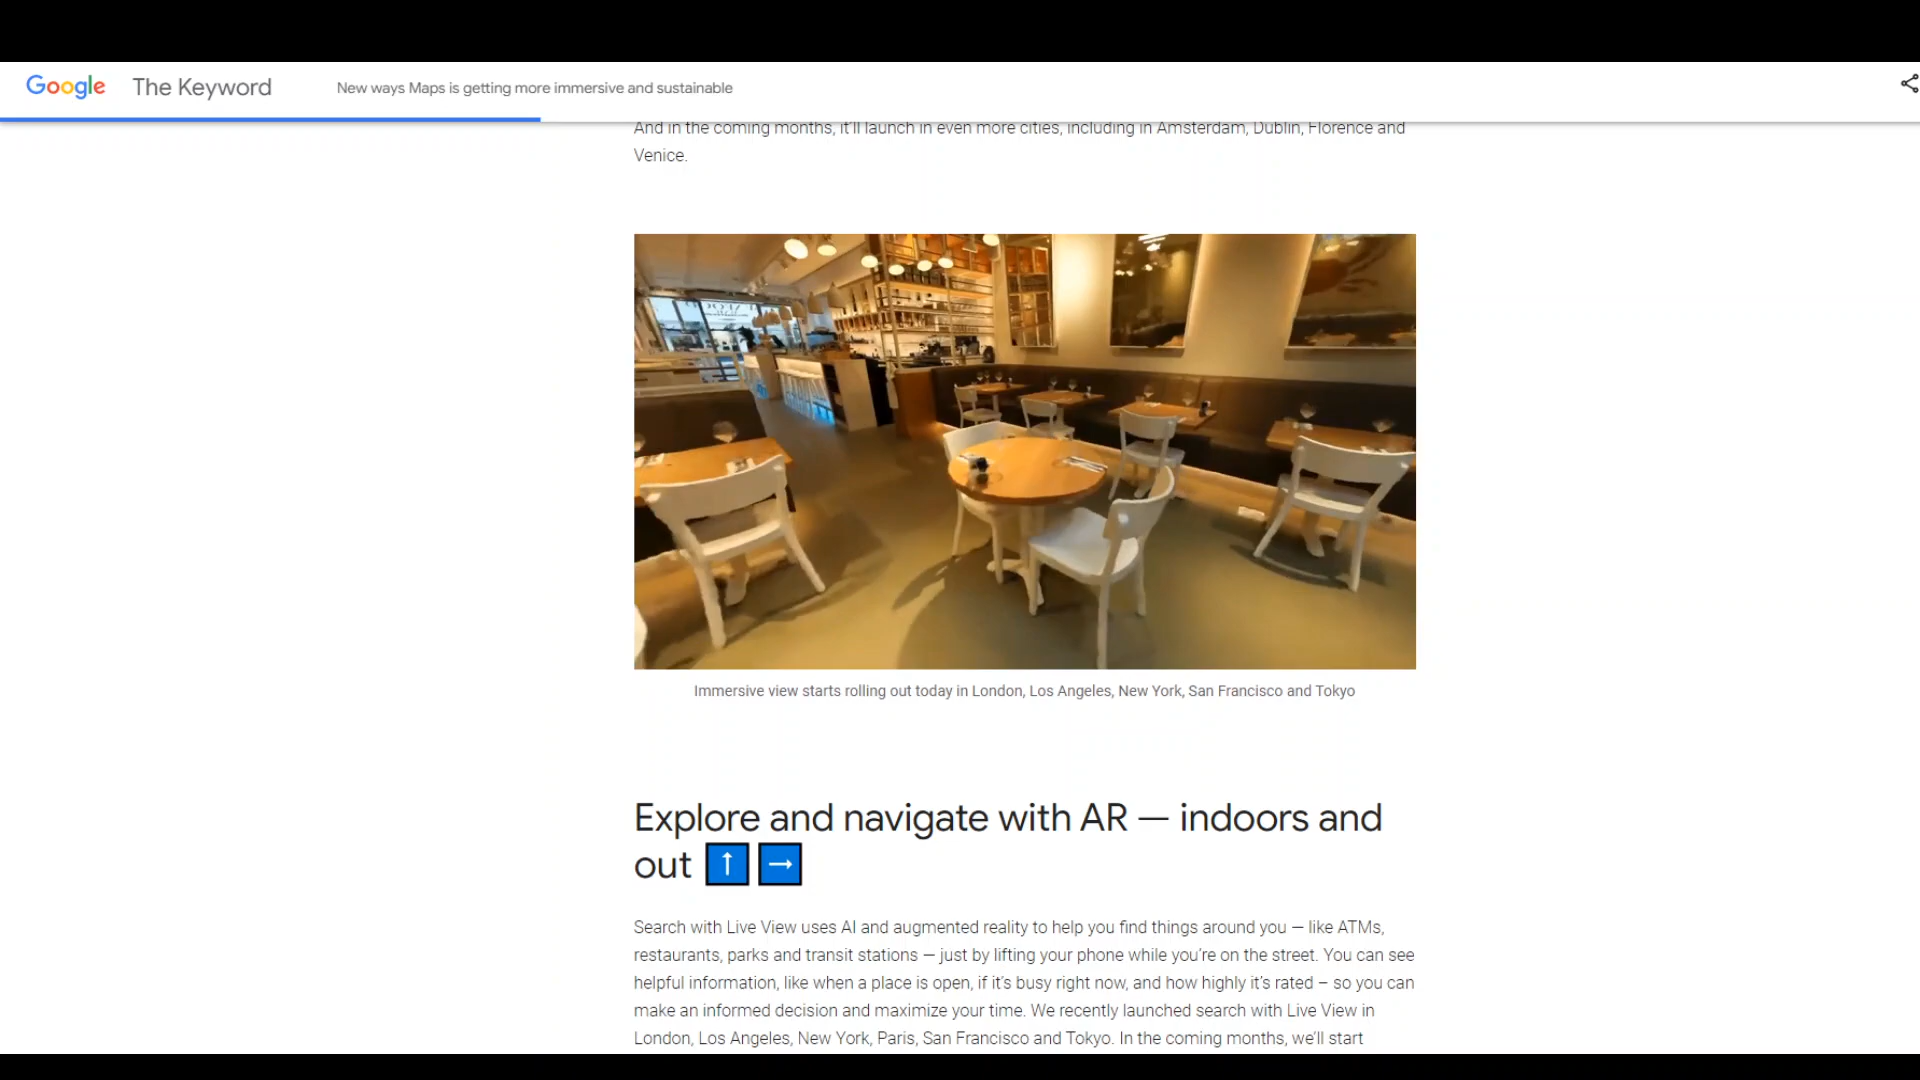 Google The Keyword New ways Maps is getting more immersive and sustainable
And in the coming months, it'll launch in even more cities, including in Amsterdam, Dublin, Florence and
Venice.
Immersive view starts rolling out today in London, Los Angeles, New York, San Francisco and Tokyo
Explore and navigate with AR — indoors and
out ↑ →
Search with Live View uses AI and augmented reality to help you find things around you — like ATMs,
restaurants, parks and transit stations — just by lifting your phone while you're on the street. You can see
helpful information, like when a place is open, if it's busy right now, and how highly it's rated – so you can
make an informed decision and maximize your time. We recently launched search with Live View in
London, Los Angeles, New York, Paris, San Francisco and Tokyo. In the coming months, we'll start